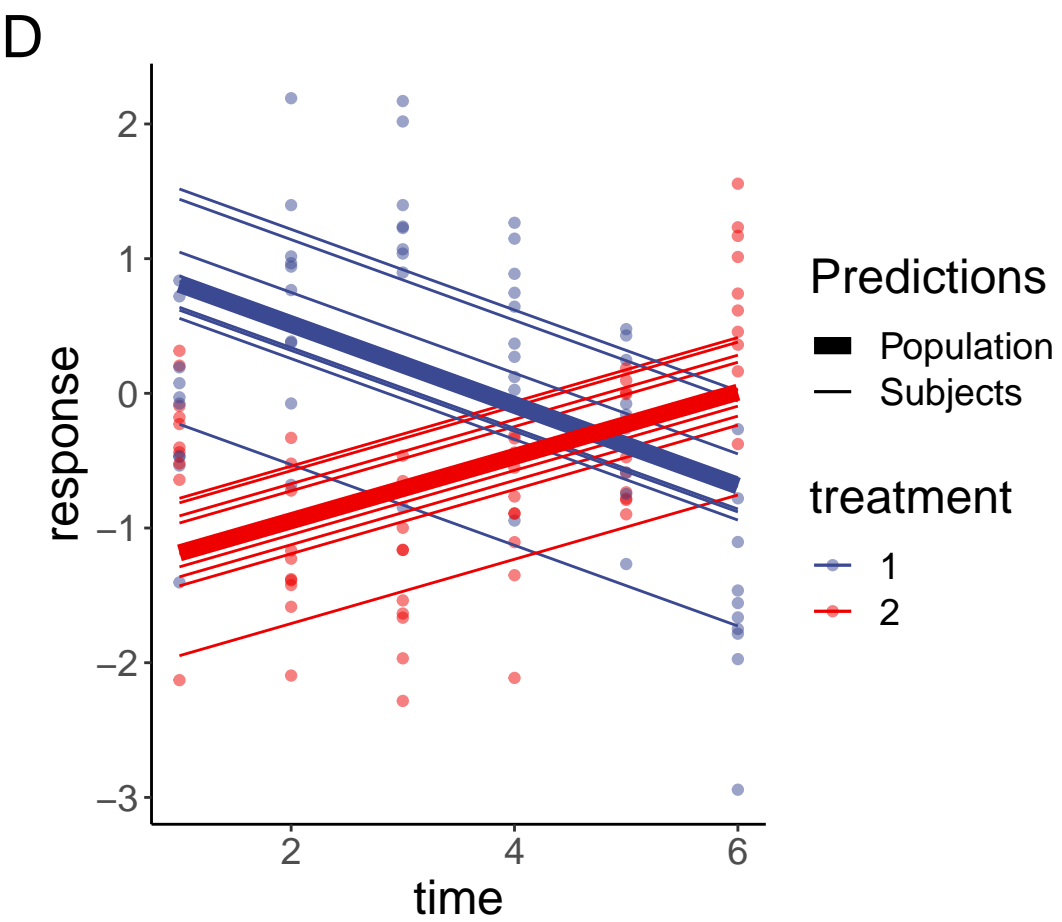 D
2
1
0
−1
−2
−3
response
2
4
6
time
Predictions
Population
Subjects
treatment
1
2